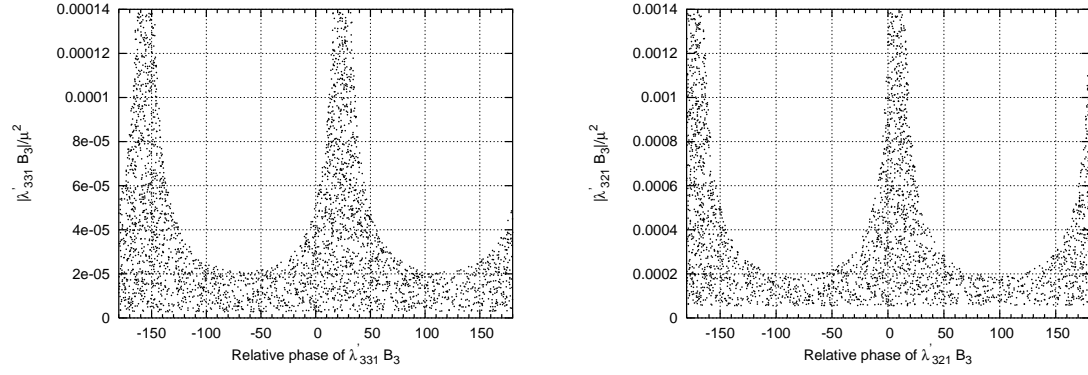 0.00014
0.00012
0.0001
8e-05
6e-05
4e-05
2e-05
0
|λ'331 B3|/μ²
-150 -100 -50 0 50 100 150
Relative phase of λ'331 B3
0.0014
0.0012
0.001
0.0008
0.0006
0.0004
0.0002
0
|λ'321 B3|/μ²
-150 -100 -50 0 50 100 150
Relative phase of λ'321 B3